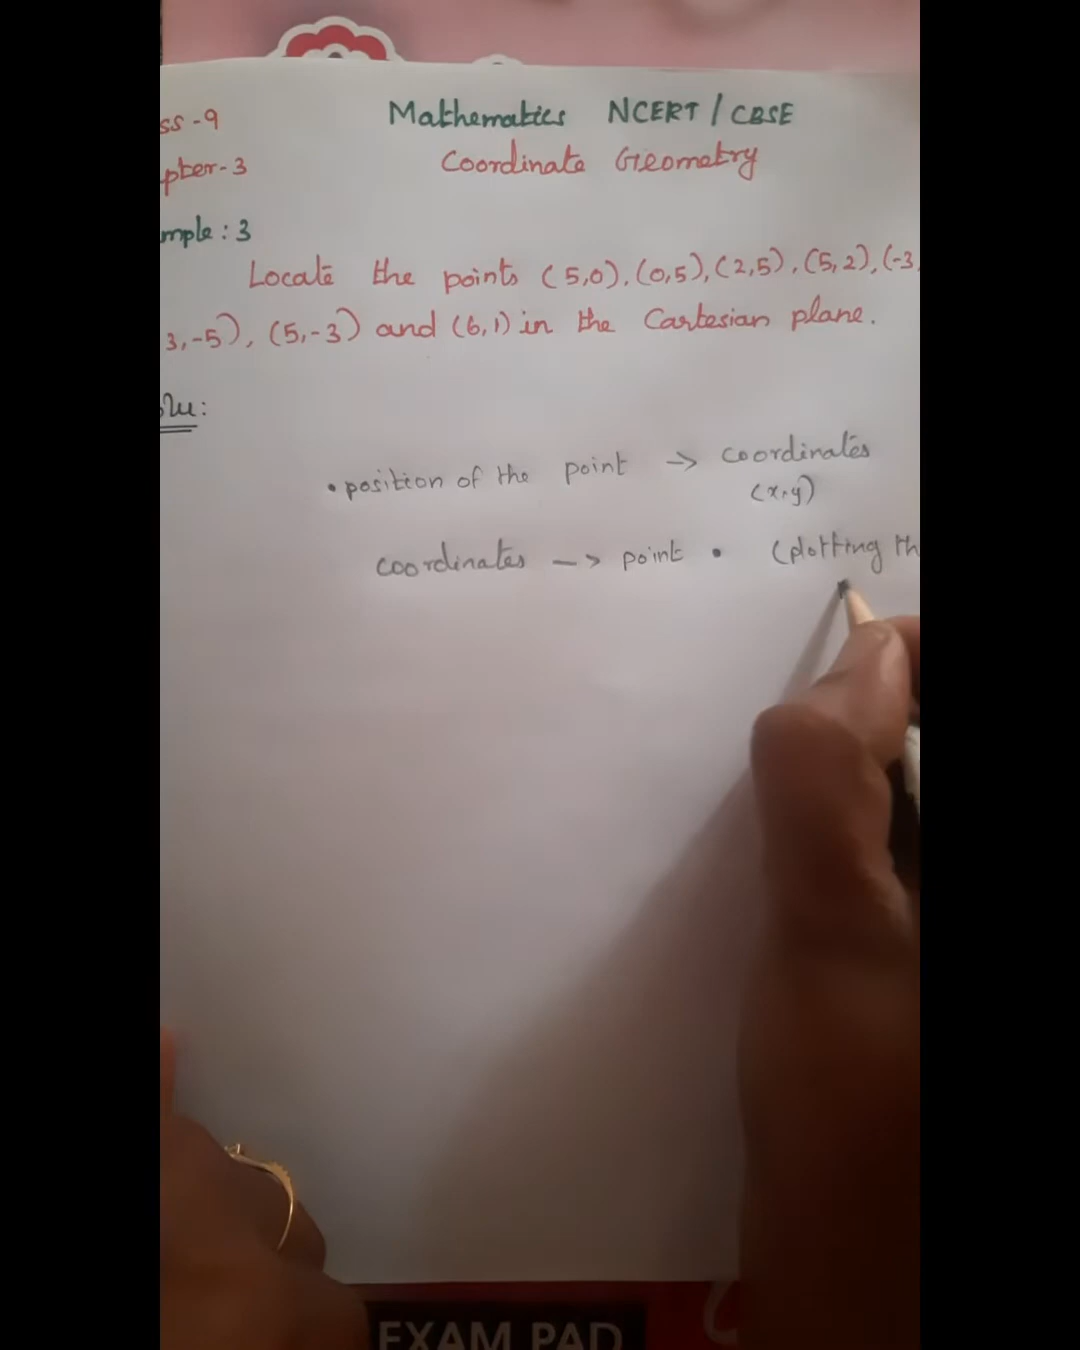 ss - 9
Mathematics NCERT / CBSE
pter - 3
Coordinate Geometry
mple : 3
Locate the points (5,0), (0,5), (2,5), (5,2), (-3,
3,-5), (5,-3) and (6,1) in the Cartesian plane.
olu:
• position of the point -> coordinates
(x,y)
coordinates -> point • (plotting th
EXAM PAD